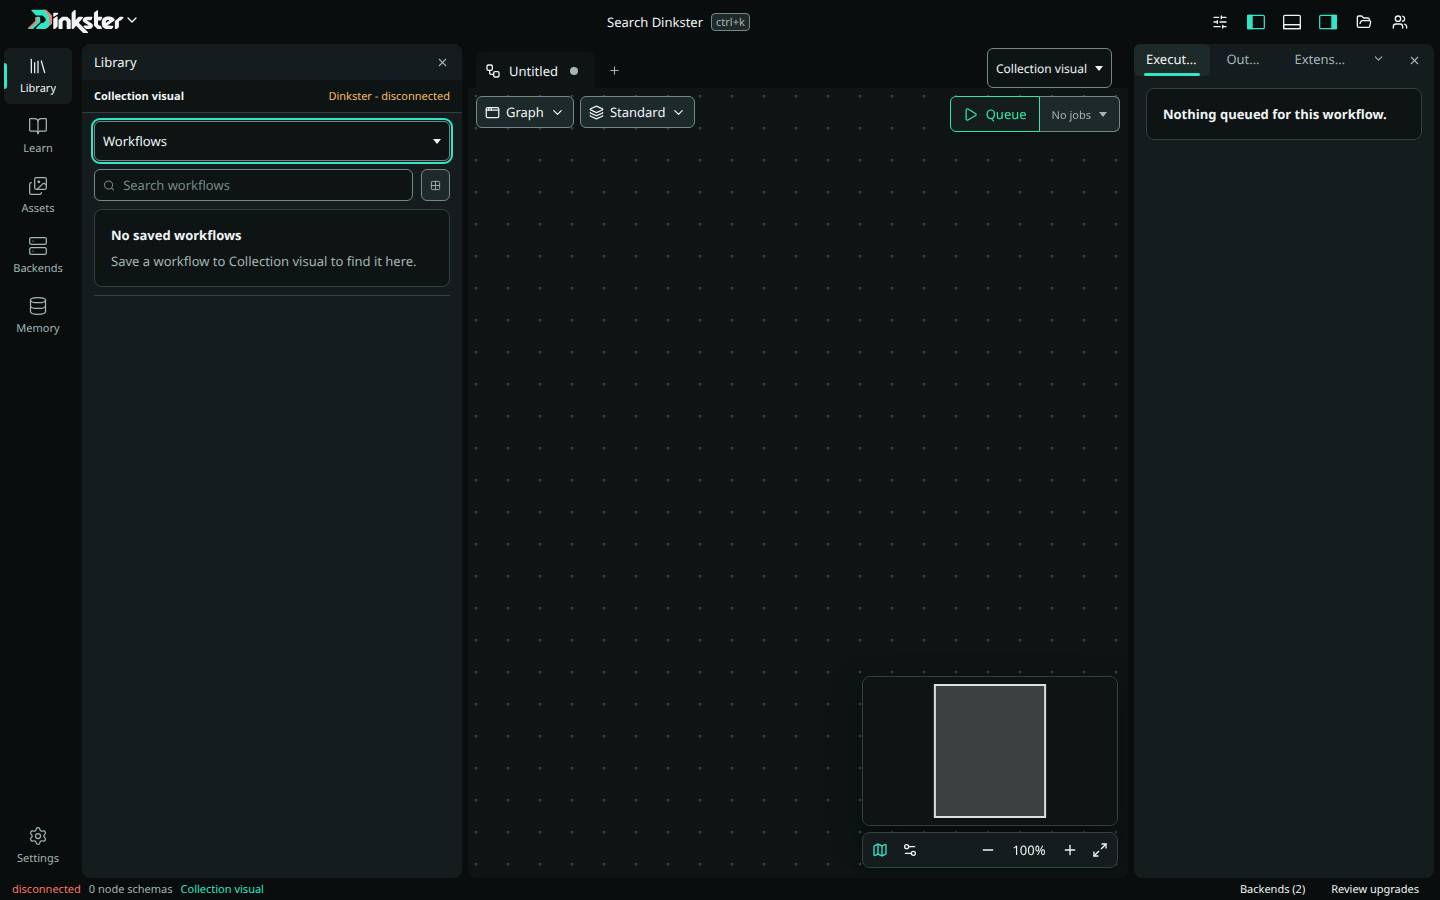 Dinkster
Search Dinkster ctrl+k
Library
Learn
Assets
Backends
Memory
Settings
Library
Collection visual Dinkster - disconnected
Workflows
Search workflows
No saved workflows
Save a workflow to Collection visual to find it here.
Untitled
Collection visual
Graph Standard
Queue No jobs
100%
Execut... Out... Extens...
Nothing queued for this workflow.
disconnected 0 node schemas Collection visual
Backends (2) Review upgrades